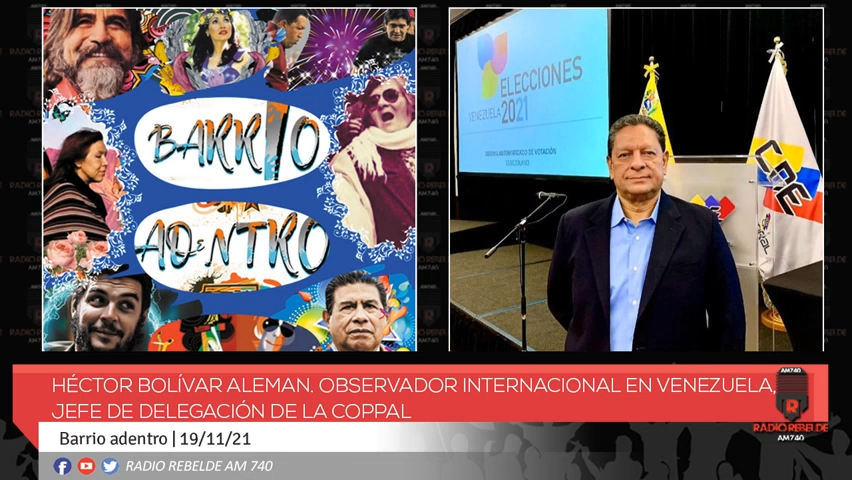 BARRIO
ADENTRO
ELECCIONES
VENEZUELA 2021
CNE
CNE
HÉCTOR BOLÍVAR ALEMAN. OBSERVADOR INTERNACIONAL EN VENEZUELA,
JEFE DE DELEGACIÓN DE LA COPPAL
Barrio adentro | 19/11/21
RADIO REBELDE AM 740
AM740
R
RADIO REBELDE
AM740